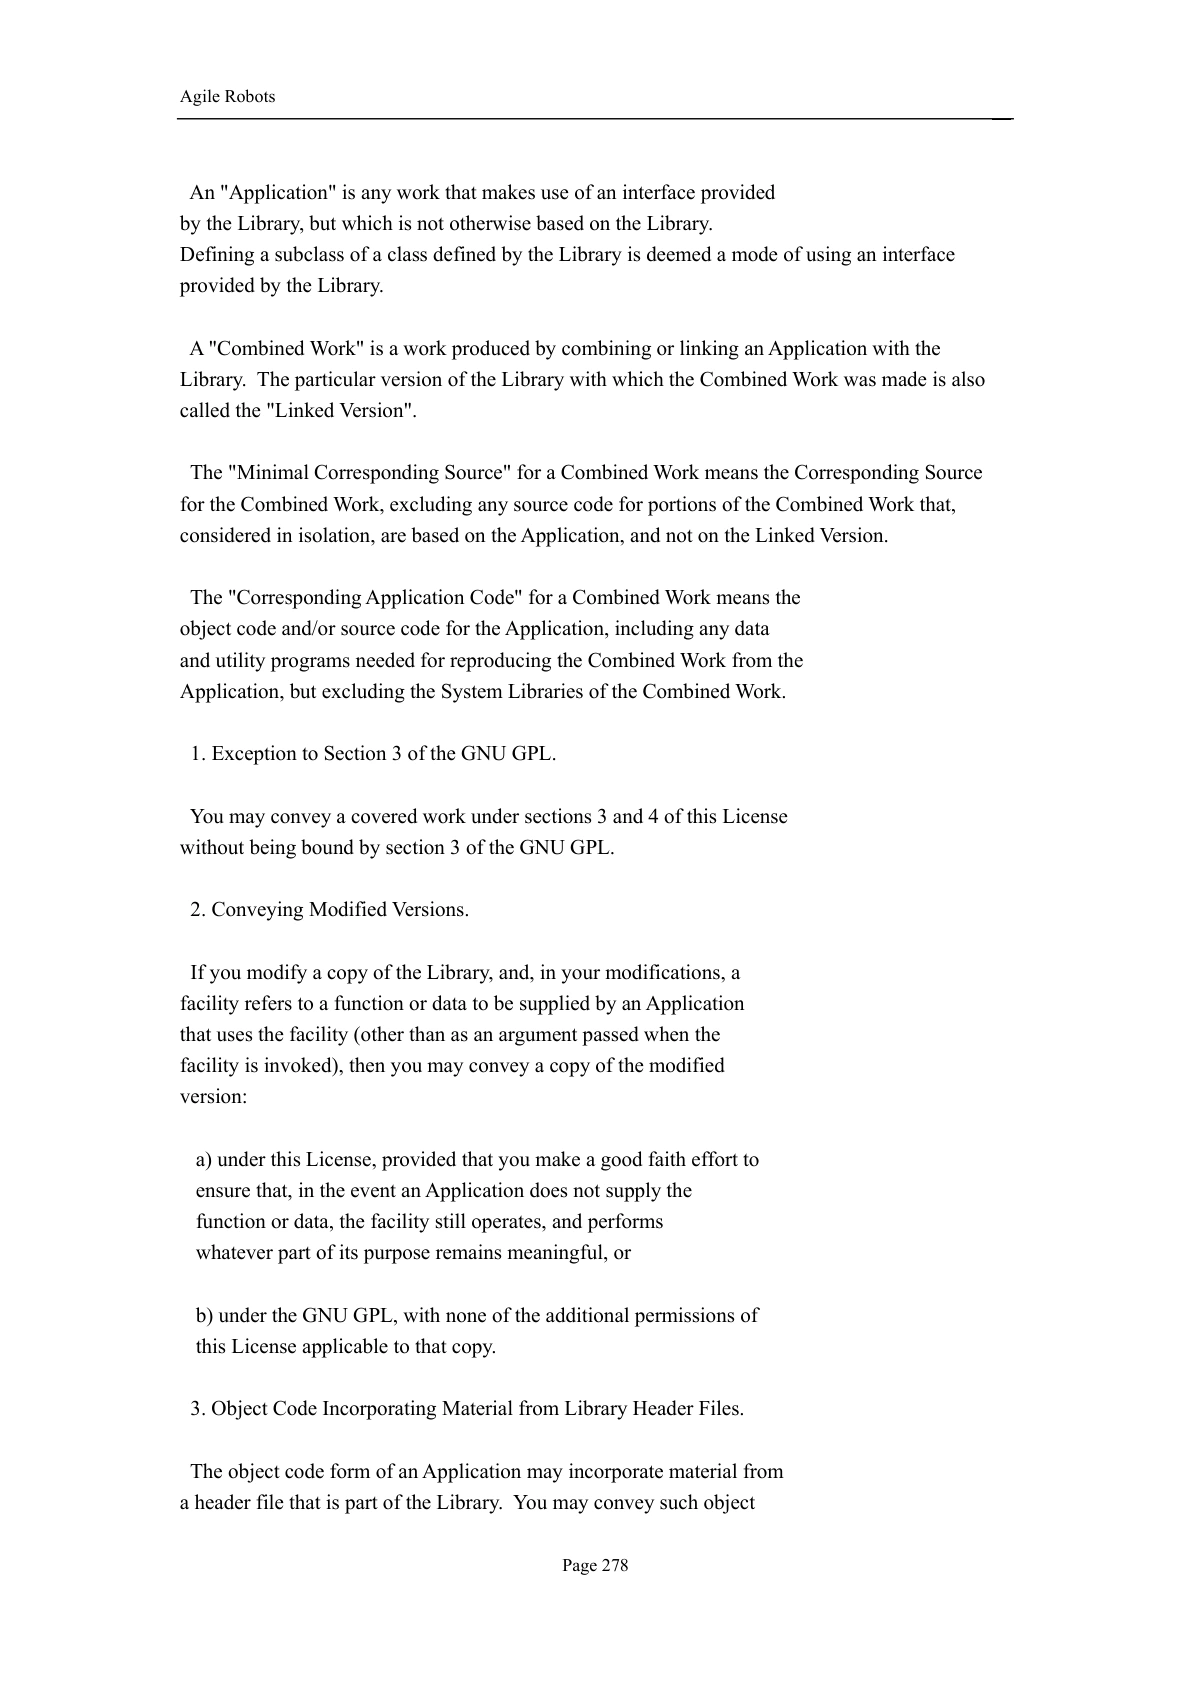 Agile Robots
An "Application" is any work that makes use of an interface provided
by the Library, but which is not otherwise based on the Library.
Defining a subclass of a class defined by the Library is deemed a mode of using an interface
provided by the Library.
A "Combined Work" is a work produced by combining or linking an Application with the
Library.  The particular version of the Library with which the Combined Work was made is also
called the "Linked Version".
The "Minimal Corresponding Source" for a Combined Work means the Corresponding Source
for the Combined Work, excluding any source code for portions of the Combined Work that,
considered in isolation, are based on the Application, and not on the Linked Version.
The "Corresponding Application Code" for a Combined Work means the
object code and/or source code for the Application, including any data
and utility programs needed for reproducing the Combined Work from the
Application, but excluding the System Libraries of the Combined Work.
1. Exception to Section 3 of the GNU GPL.
You may convey a covered work under sections 3 and 4 of this License
without being bound by section 3 of the GNU GPL.
2. Conveying Modified Versions.
If you modify a copy of the Library, and, in your modifications, a
facility refers to a function or data to be supplied by an Application
that uses the facility (other than as an argument passed when the
facility is invoked), then you may convey a copy of the modified
version:
a) under this License, provided that you make a good faith effort to
ensure that, in the event an Application does not supply the
function or data, the facility still operates, and performs
whatever part of its purpose remains meaningful, or
b) under the GNU GPL, with none of the additional permissions of
this License applicable to that copy.
3. Object Code Incorporating Material from Library Header Files.
The object code form of an Application may incorporate material from
a header file that is part of the Library.  You may convey such object
Page 278